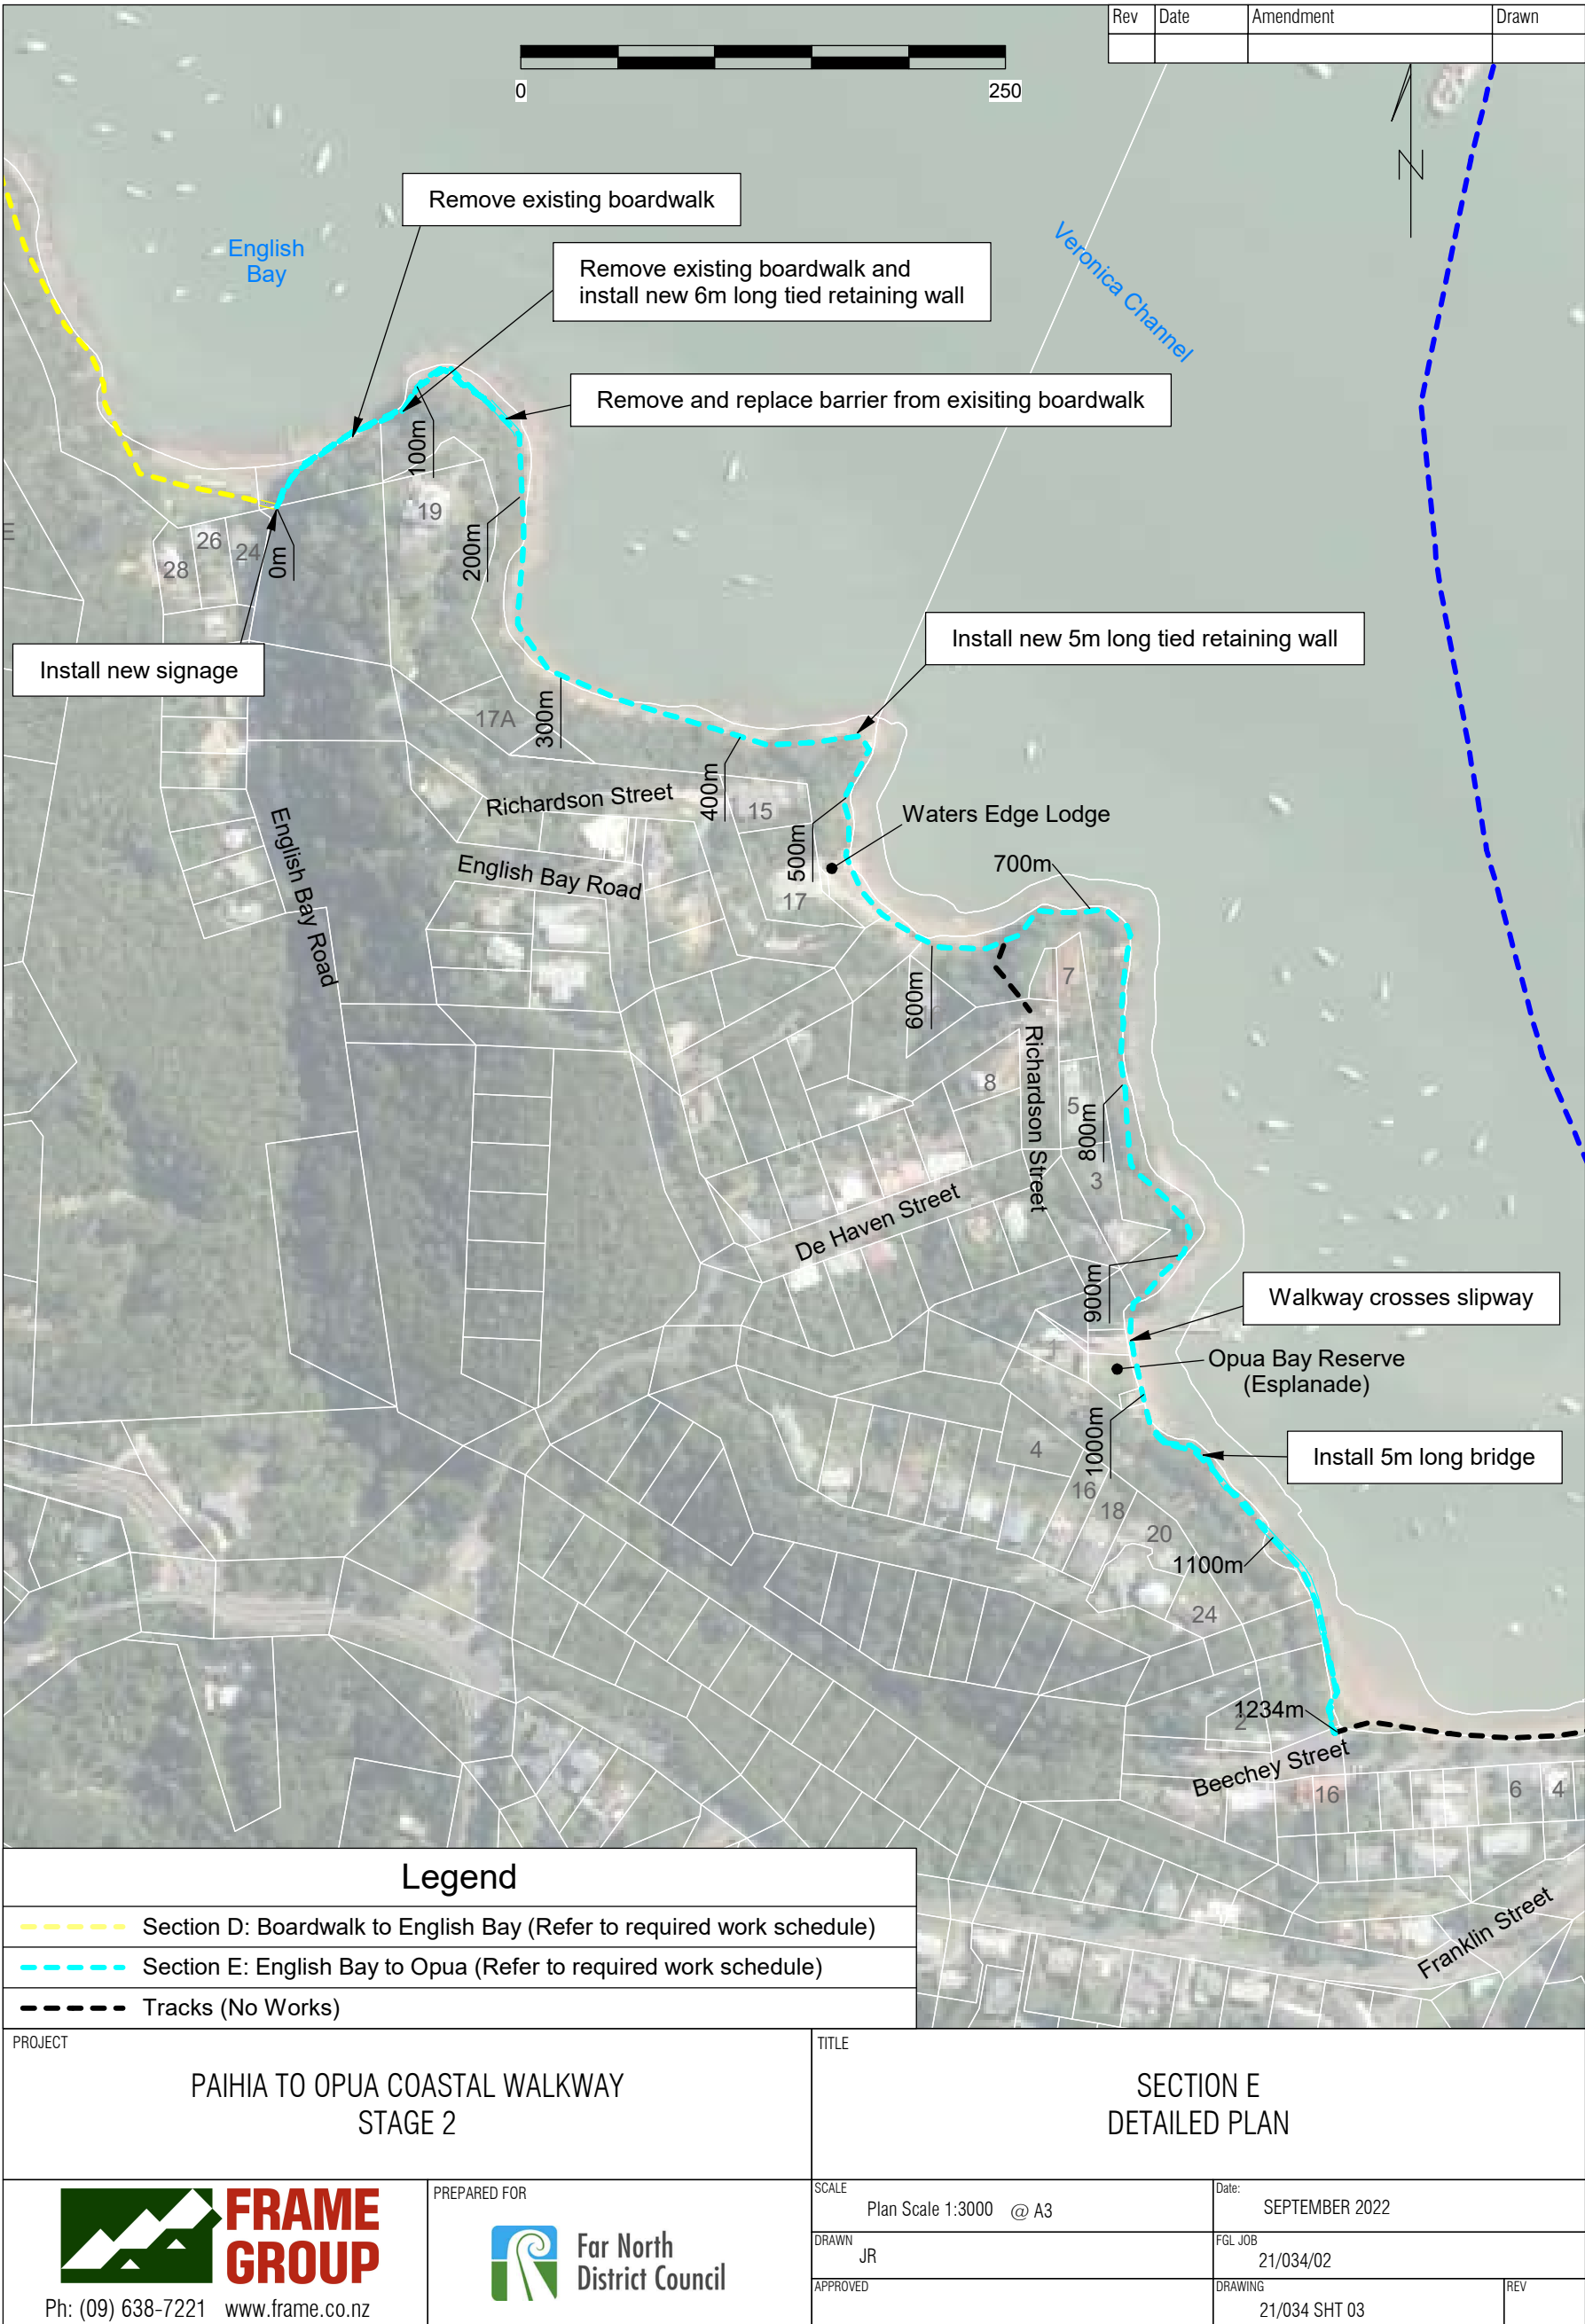 Rev Date Amendment Drawn
0 250
N
Remove existing boardwalk
English
Bay
Remove existing boardwalk and
install new 6m long tied retaining wall
Veronica Channel
Remove and replace barrier from exisiting boardwalk
100m
19
200m
E
26
24
28
0m
Install new signage
Install new 5m long tied retaining wall
17A
300m
400m
Richardson Street
15
Waters Edge Lodge
500m
English Bay Road
English Bay Road
17
700m
7
600m
Richardson Street
8
5
800m
3
De Haven Street
900m
Walkway crosses slipway
1
Opua Bay Reserve
(Esplanade)
1000m
4
Install 5m long bridge
16
18
20
1100m
24
1234m
2
Beechey Street
16
6
4
Franklin Street
Legend
Section D: Boardwalk to English Bay (Refer to required work schedule)
Section E: English Bay to Opua (Refer to required work schedule)
Tracks (No Works)
PROJECT
PAIHIA TO OPUA COASTAL WALKWAY
STAGE 2
TITLE
SECTION E
DETAILED PLAN
FRAME
GROUP
Ph: (09) 638-7221 www.frame.co.nz
PREPARED FOR
Far North
District Council
SCALE
Plan Scale 1:3000 @ A3
Date:
SEPTEMBER 2022
DRAWN
JR
FGL JOB
21/034/02
APPROVED
DRAWING
21/034 SHT 03
REV